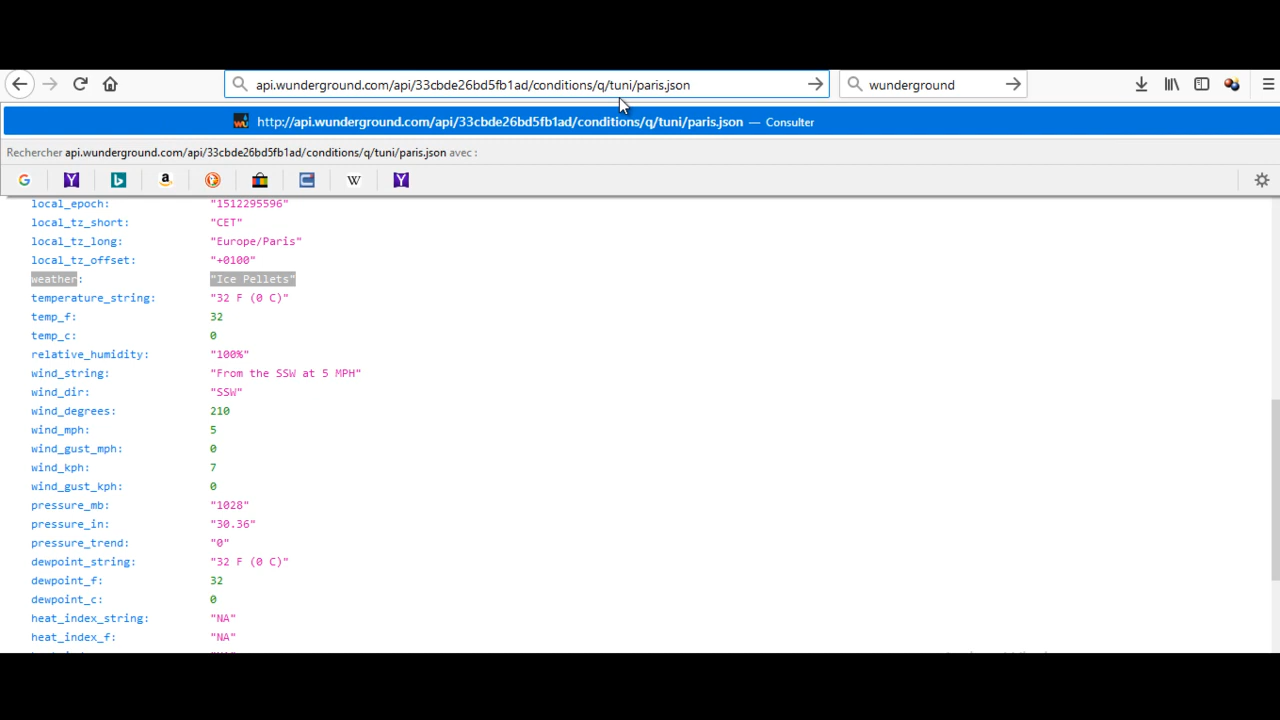 api.wunderground.com/api/33cbde26bd5fb1ad/conditions/q/tuni/paris.json
wunderground
http://api.wunderground.com/api/33cbde26bd5fb1ad/conditions/q/tuni/paris.json — Consulter
Rechercher api.wunderground.com/api/33cbde26bd5fb1ad/conditions/q/tuni/paris.json avec :
local_epoch: "1512295596"
local_tz_short: "CET"
local_tz_long: "Europe/Paris"
local_tz_offset: "+0100"
weather: "Ice Pellets"
temperature_string: "32 F (0 C)"
temp_f: 32
temp_c: 0
relative_humidity: "100%"
wind_string: "From the SSW at 5 MPH"
wind_dir: "SSW"
wind_degrees: 210
wind_mph: 5
wind_gust_mph: 0
wind_kph: 7
wind_gust_kph: 0
pressure_mb: "1028"
pressure_in: "30.36"
pressure_trend: "0"
dewpoint_string: "32 F (0 C)"
dewpoint_f: 32
dewpoint_c: 0
heat_index_string: "NA"
heat_index_f: "NA"